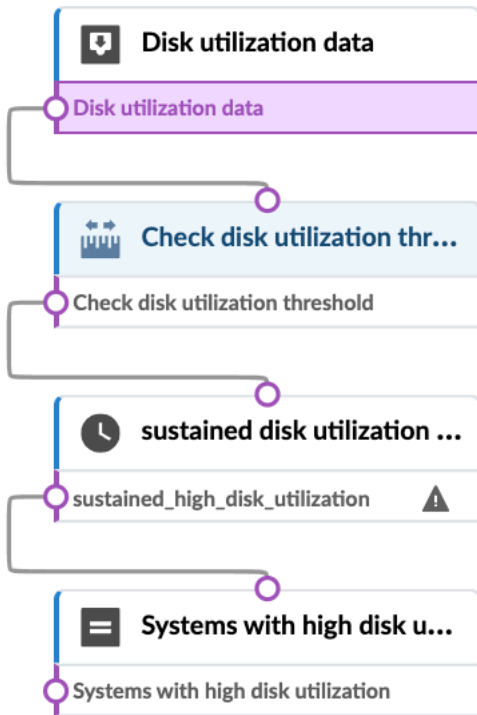 Disk utilization data
Disk utilization data
Check disk utilization thr...
Check disk utilization threshold
sustained disk utilization ...
sustained_high_disk_utilization
Systems with high disk u...
Systems with high disk utilization